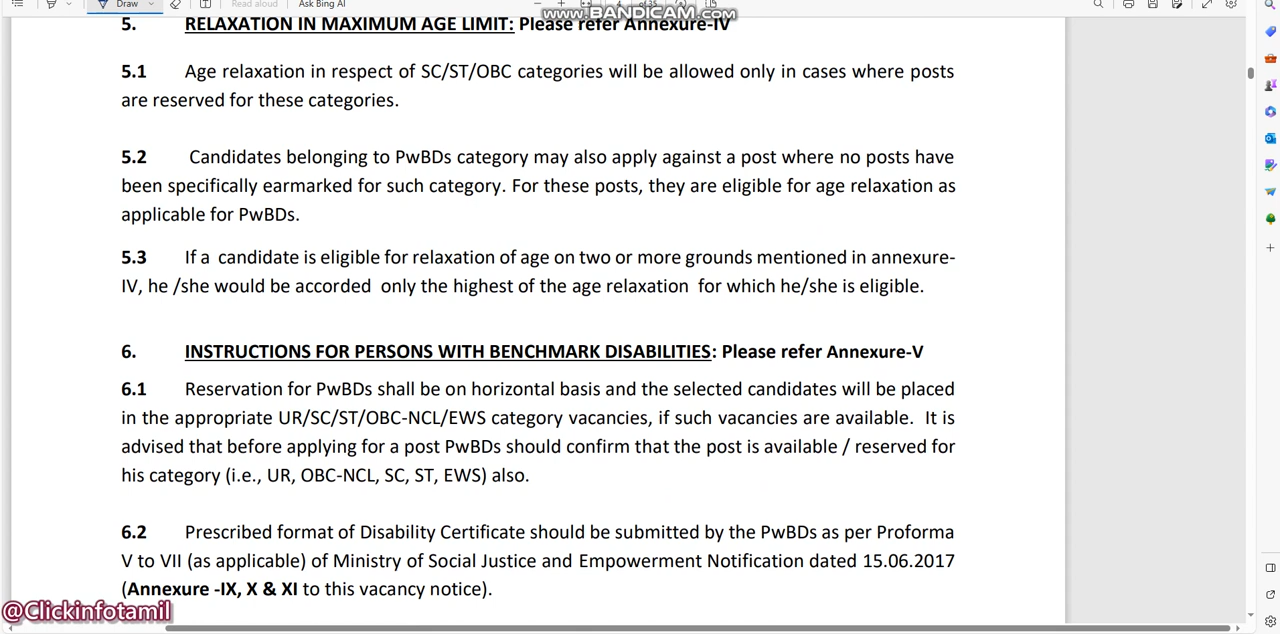 Draw
Read aloud
Ask Bing AI
www.BANDICAM.com
5. RELAXATION IN MAXIMUM AGE LIMIT: Please refer Annexure-IV
5.1 Age relaxation in respect of SC/ST/OBC categories will be allowed only in cases where posts
are reserved for these categories.
5.2 Candidates belonging to PwBDs category may also apply against a post where no posts have
been specifically earmarked for such category. For these posts, they are eligible for age relaxation as
applicable for PwBDs.
5.3 If a candidate is eligible for relaxation of age on two or more grounds mentioned in annexure-
IV, he /she would be accorded only the highest of the age relaxation for which he/she is eligible.
6. INSTRUCTIONS FOR PERSONS WITH BENCHMARK DISABILITIES: Please refer Annexure-V
6.1 Reservation for PwBDs shall be on horizontal basis and the selected candidates will be placed
in the appropriate UR/SC/ST/OBC-NCL/EWS category vacancies, if such vacancies are available. It is
advised that before applying for a post PwBDs should confirm that the post is available / reserved for
his category (i.e., UR, OBC-NCL, SC, ST, EWS) also.
6.2 Prescribed format of Disability Certificate should be submitted by the PwBDs as per Proforma
V to VII (as applicable) of Ministry of Social Justice and Empowerment Notification dated 15.06.2017
(Annexure -IX, X & XI to this vacancy notice).
@Clickinfotamil